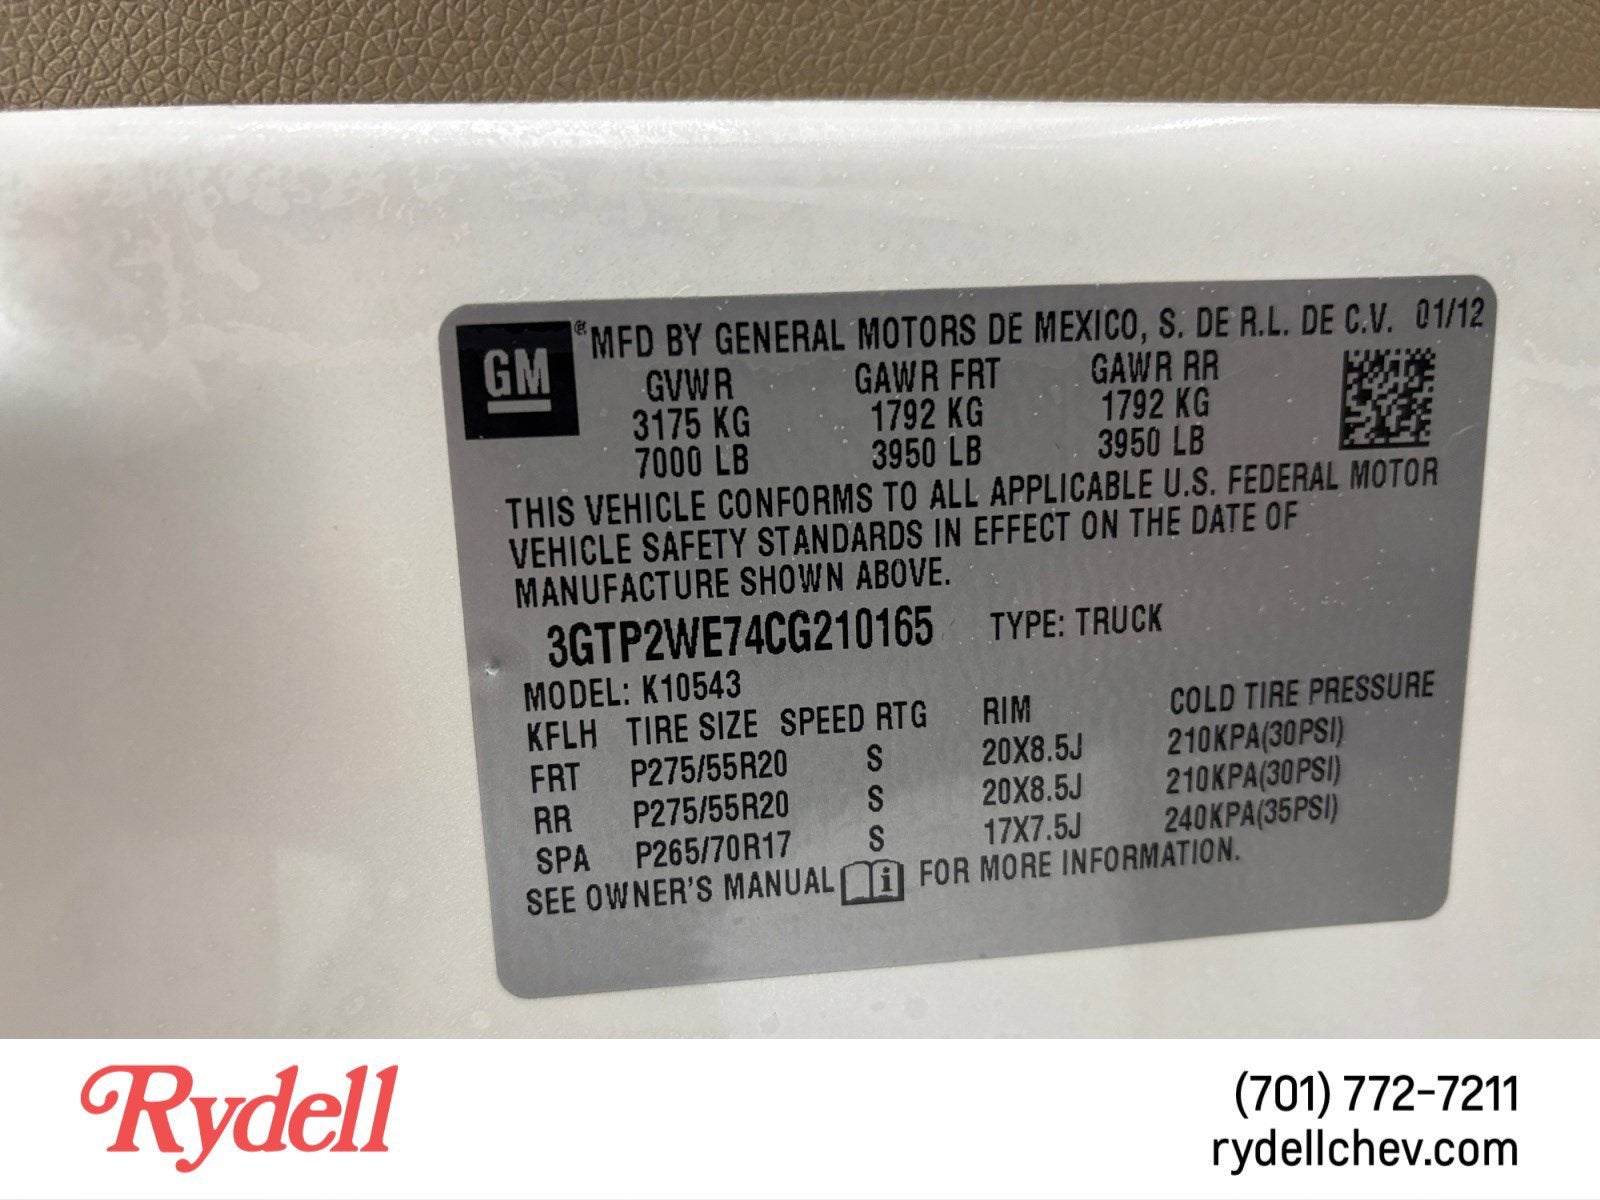 GM
® MFD BY GENERAL MOTORS DE MEXICO, S. DE R.L. DE C.V. 01/12
GVWR GAWR FRT GAWR RR
3175 KG 1792 KG 1792 KG
7000 LB 3950 LB 3950 LB
THIS VEHICLE CONFORMS TO ALL APPLICABLE U.S. FEDERAL MOTOR
VEHICLE SAFETY STANDARDS IN EFFECT ON THE DATE OF
MANUFACTURE SHOWN ABOVE.
3GTP2WE74CG210165 TYPE: TRUCK
MODEL: K10543
KFLH TIRE SIZE SPEED RTG RIM COLD TIRE PRESSURE
FRT P275/55R20 S 20X8.5J 210KPA(30PSI)
RR P275/55R20 S 20X8.5J 210KPA(30PSI)
SPA P265/70R17 S 17X7.5J 240KPA(35PSI)
SEE OWNER'S MANUAL i FOR MORE INFORMATION.
Rydell
(701) 772-7211
rydellchev.com